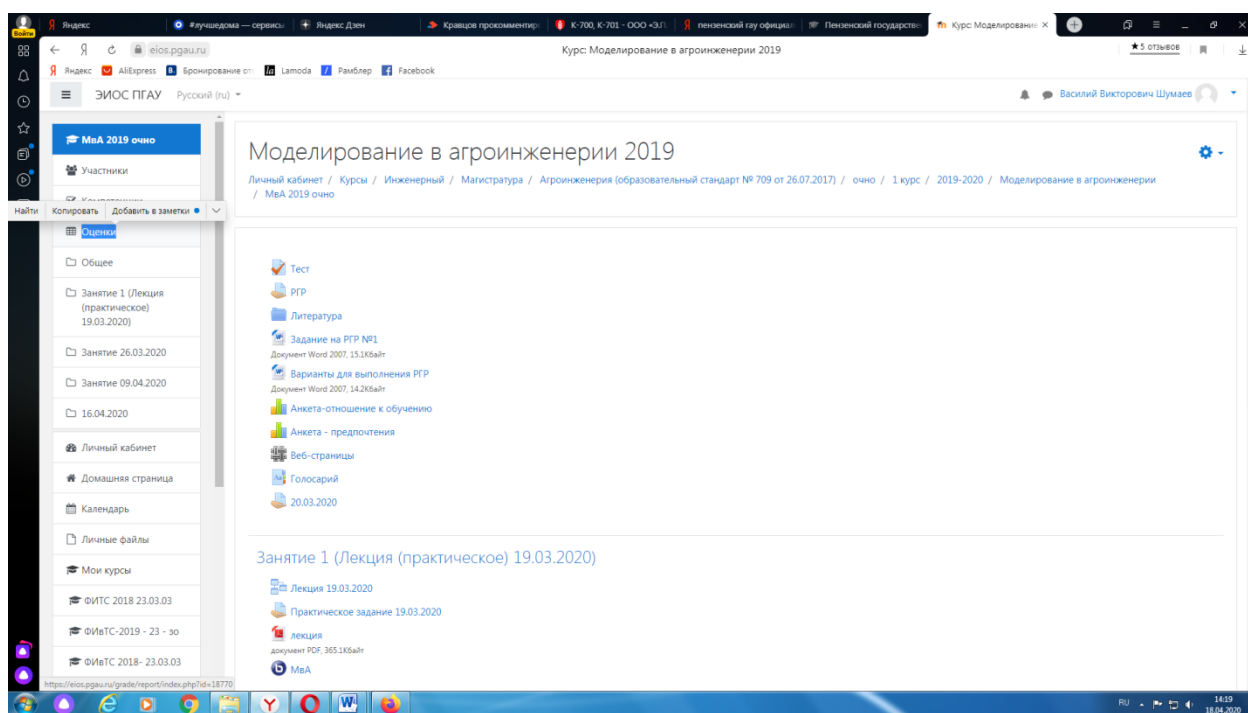 Войти
Яндекс
#лучшедома — сервисы
Яндекс Дзен
Кравцов прокомментиро
К-700, К-701 - ООО «З.П.
пензенский гау официал
Пензенский государстве
Курс: Моделирование
eios.pgau.ru
Курс: Моделирование в агроинженерии 2019
★5 отзывов
Яндекс
AliExpress
Бронирование от
Lamoda
Рамблер
Facebook
ЭИОС ПГАУ
Русский (ru)
Василий Викторович Шумаев
МвА 2019 очно
Участники
Найти
Копировать
Добавить в заметки
Оценки
Общее
Занятие 1 (Лекция
(практическое)
19.03.2020)
Занятие 26.03.2020
Занятие 09.04.2020
16.04.2020
Личный кабинет
Домашняя страница
Календарь
Личные файлы
Мои курсы
ФИТС 2018 23.03.03
ФИвТС-2019 - 23 - зо
ФИвТС 2018- 23.03.03
Моделирование в агроинженерии 2019
Личный кабинет / Курсы / Инженерный / Магистратура / Агроинженерия (образовательный стандарт № 709 от 26.07.2017) / очно / 1 курс / 2019-2020 / Моделирование в агроинженерии
/ МвА 2019 очно
Тест
РГР
Литература
Задание на РГР №1
Документ Word 2007, 15.1Кбайт
Варианты для выполнения РГР
Документ Word 2007, 14.2Кбайт
Анкета-отношение к обучению
Анкета - предпочтения
Веб-страницы
Голосарий
20.03.2020
Занятие 1 (Лекция (практическое) 19.03.2020)
Лекция 19.03.2020
Практическое задание 19.03.2020
лекция
документ PDF, 365.1Кбайт
МвА
https://eios.pgau.ru/grade/report/index.php?id=18770
RU
14:19
18.04.2020